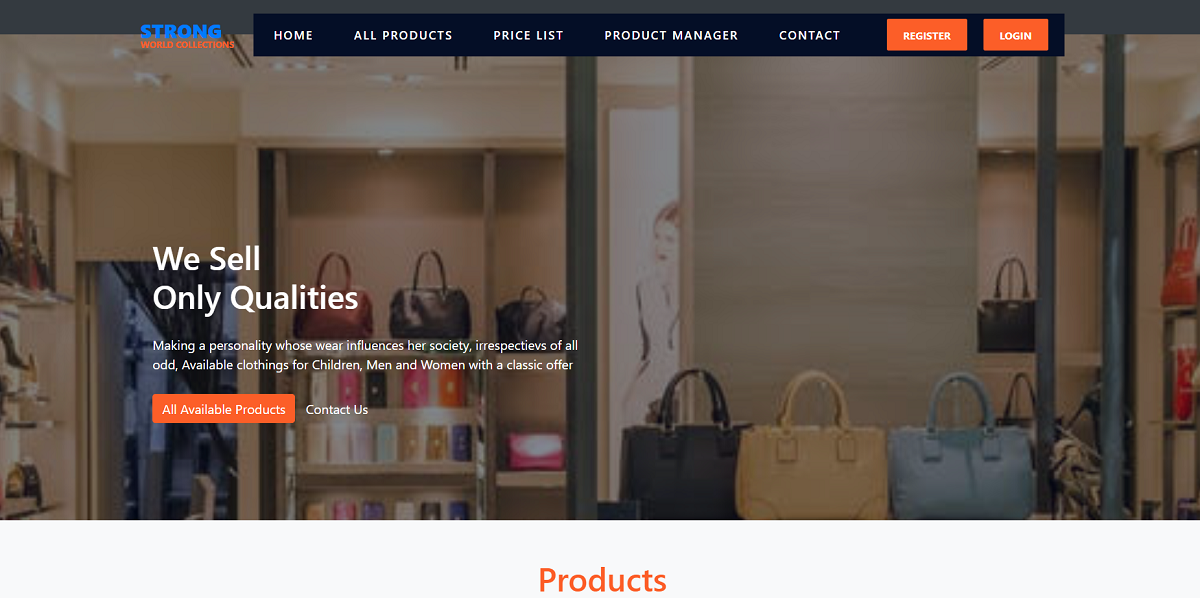 STRONG
WORLD COLLECTIONS
HOME ALL PRODUCTS PRICE LIST PRODUCT MANAGER CONTACT REGISTER LOGIN
We Sell
Only Qualities
Making a personality whose wear influences her society, irrespectievs of all
odd, Available clothings for Children, Men and Women with a classic offer
All Available Products Contact Us
Products